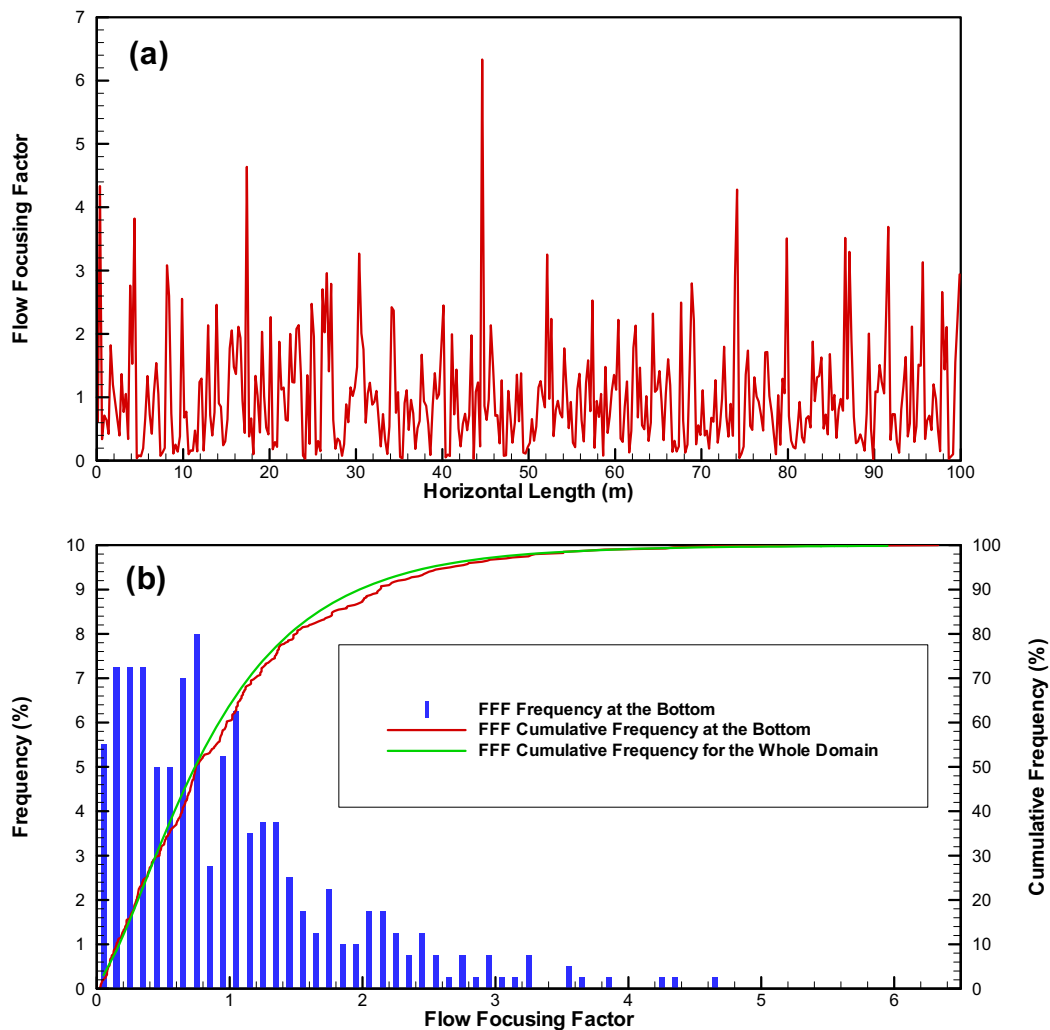 7
6
5
4
3
2
1
0
Flow Focusing Factor
(a)
0 10 20 30 40 50 60 70 80 90 100
Horizontal Length (m)
10
9
8
7
6
5
4
3
2
1
0
Frequency (%)
(b)
FFF Frequency at the Bottom
FFF Cumulative Frequency at the Bottom
FFF Cumulative Frequency for the Whole Domain
100
90
80
70
60
50
40
30
20
10
0
Cumulative Frequency (%)
0 1 2 3 4 5 6
Flow Focusing Factor